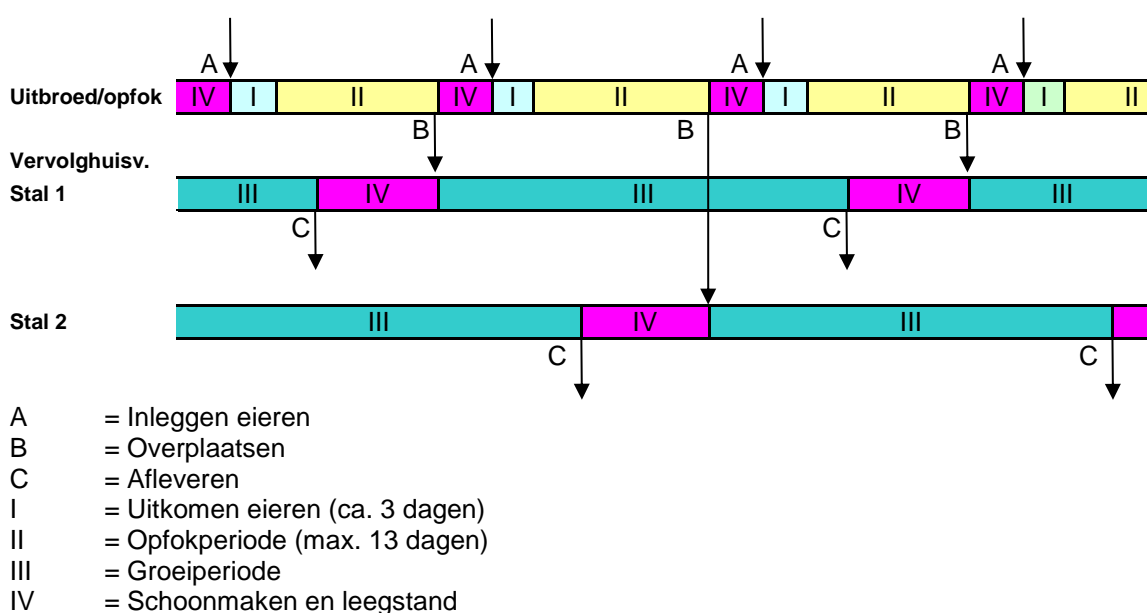 A A A A
Uitbroed/opfok IV I II IV I II IV I II IV I II
B B B
Vervolghuisv.
Stal 1 III IV III IV III
C C
Stal 2 III IV III
C C
A = Inleggen eieren
B = Overplaatsen
C = Afleveren
I = Uitkomen eieren (ca. 3 dagen)
II = Opfokperiode (max. 13 dagen)
III = Groeiperiode
IV = Schoonmaken en leegstand